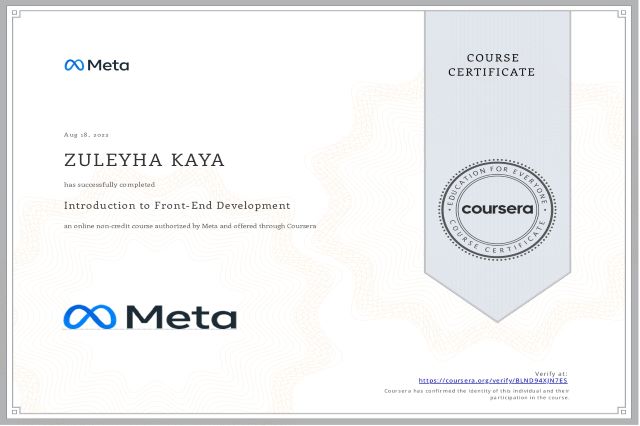 Meta
COURSE
CERTIFICATE
Aug 18, 2022
ZULEYHA KAYA
has successfully completed
Introduction to Front-End Development
an online non-credit course authorized by Meta and offered through Coursera
EDUCATION FOR EVERYONE
coursera
COURSE CERTIFICATE
Meta
Verify at:
https://coursera.org/verify/BLND94XJN7ES
Coursera has confirmed the identity of this individual and their
participation in the course.